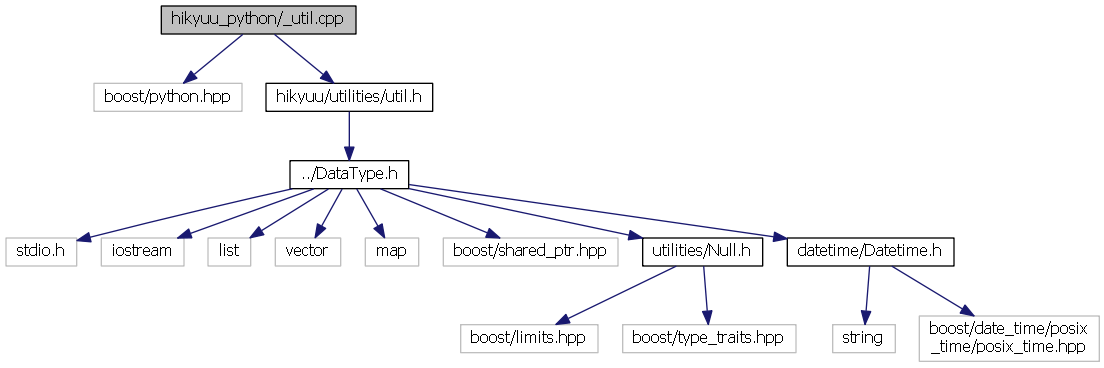 hikyuu_python/_util.cpp
boost/python.hpp
hikyuu/utilities/util.h
../DataType.h
stdio.h
iostream
list
vector
map
boost/shared_ptr.hpp
utilities/Null.h
datetime/Datetime.h
boost/limits.hpp
boost/type_traits.hpp
string
boost/date_time/posix
_time/posix_time.hpp